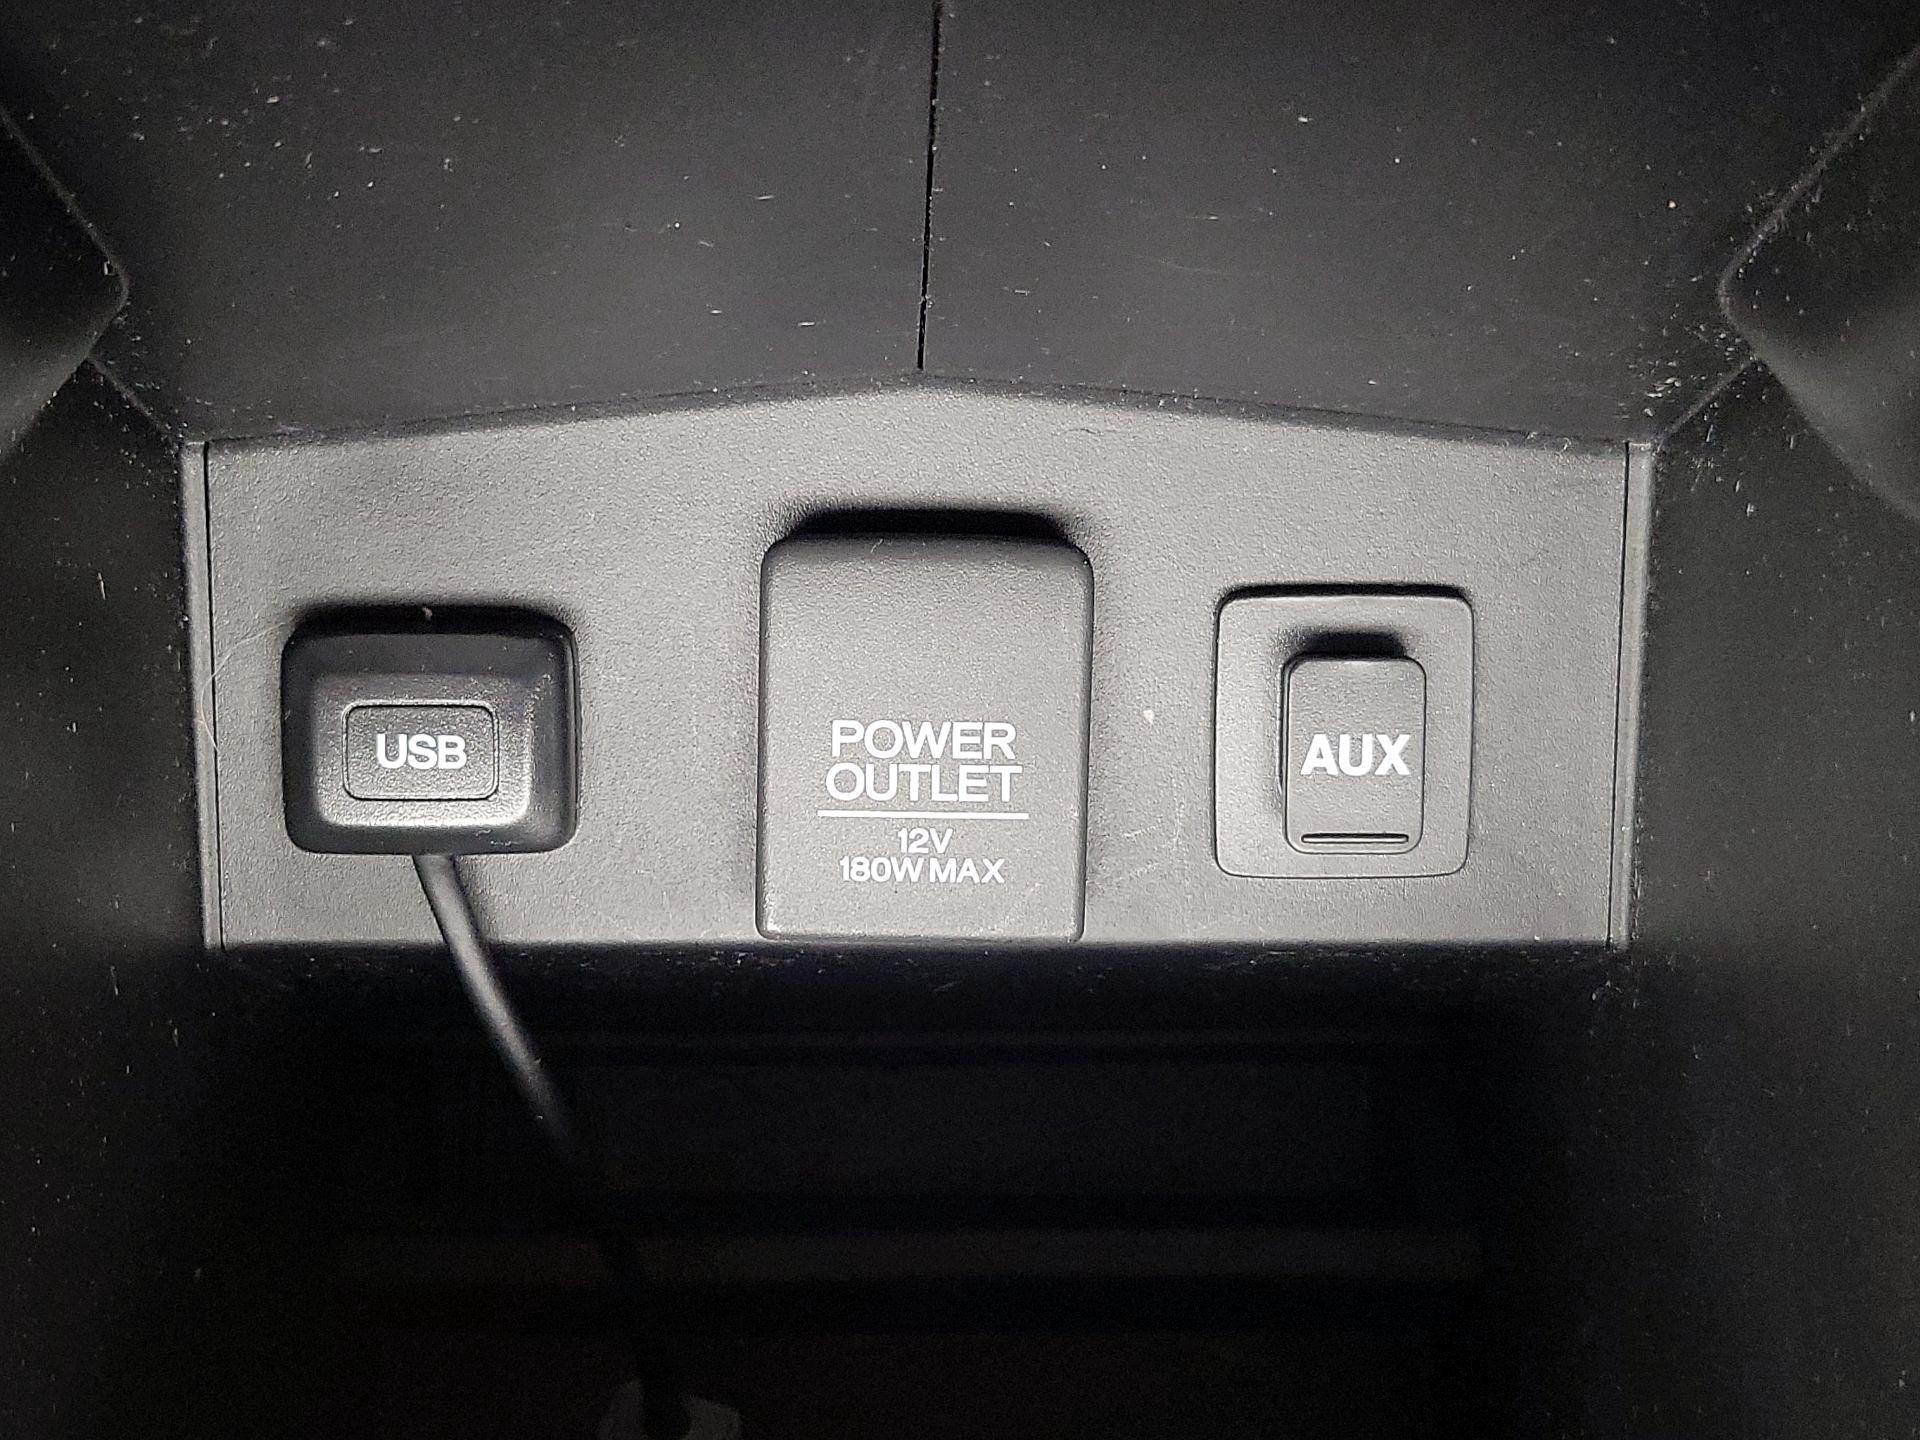 USB
POWER
OUTLET
12V
180W MAX
AUX